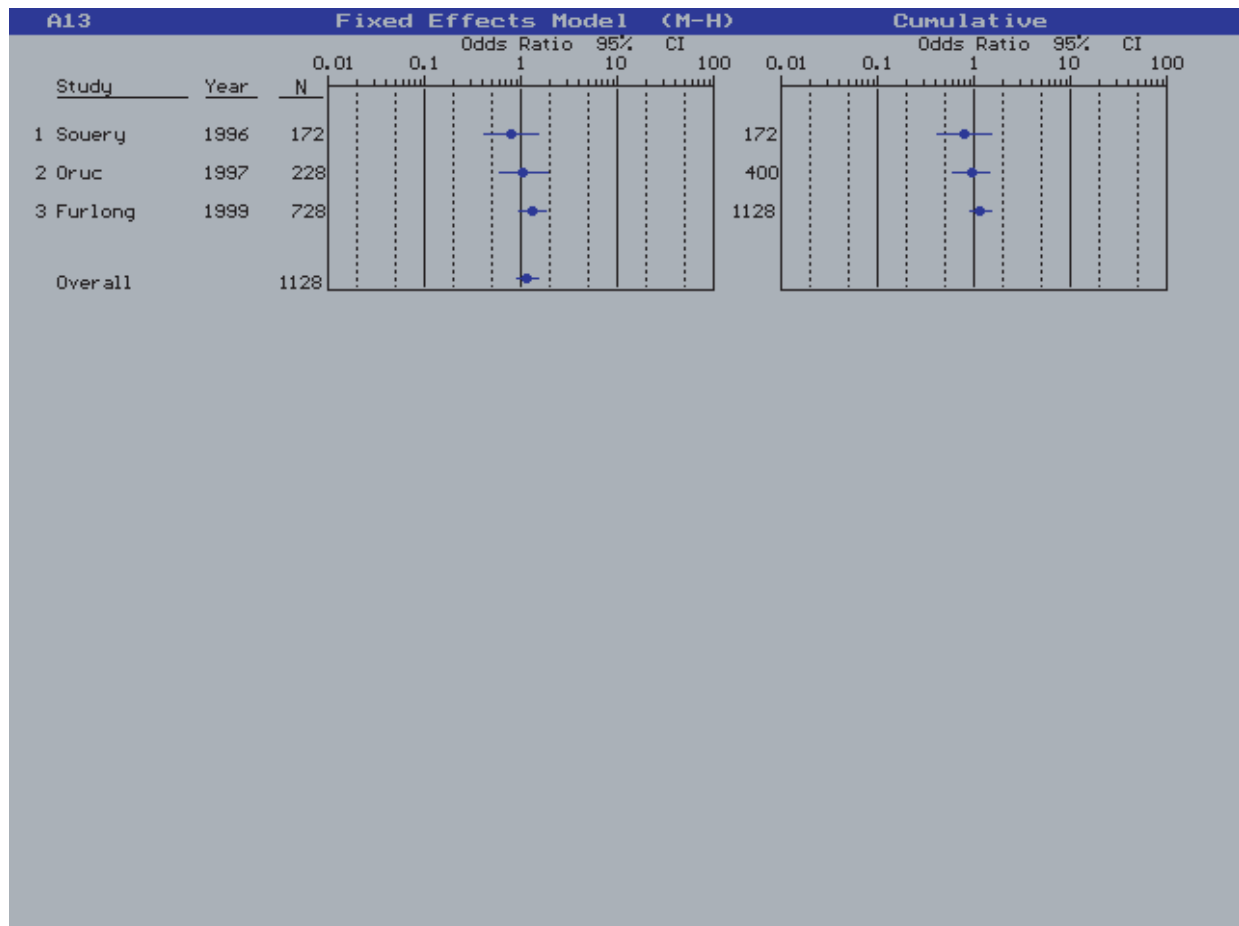 A13 Fixed Effects Model (M-H) Cumulative
Odds Ratio 95% CI Odds Ratio 95% CI
0.01 0.1 1 10 100 0.01 0.1 1 10 100
Study Year N
1 Souery 1996 172 172
2 Oruc 1997 228 400
3 Furlong 1999 728 1128
Overall 1128